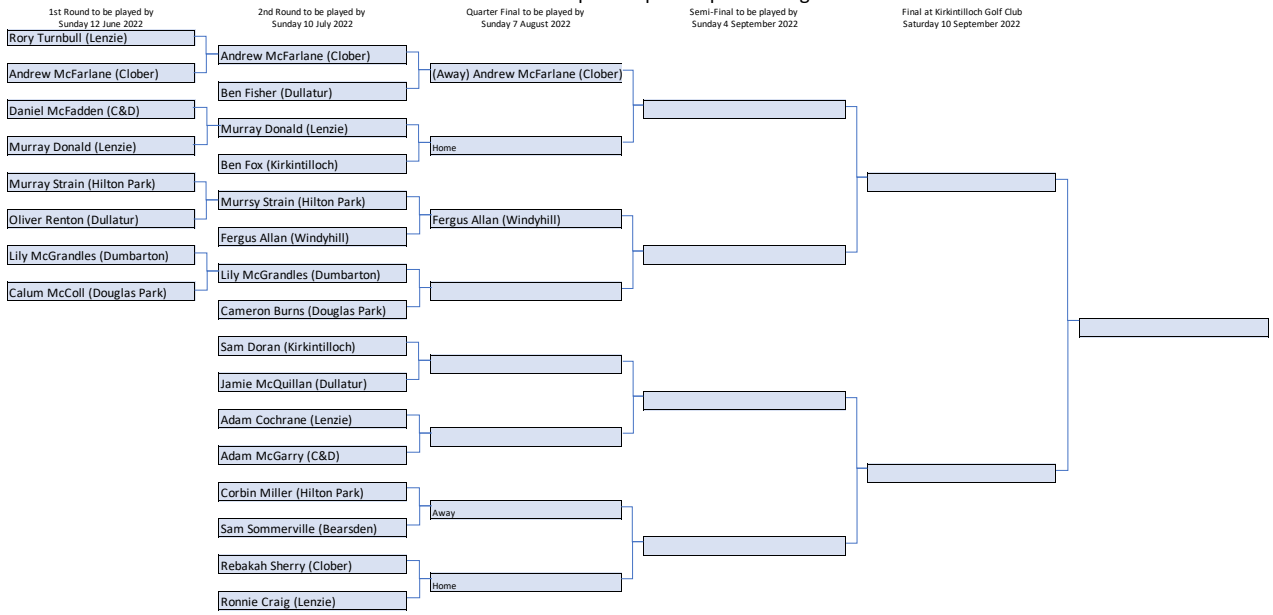 1st Round to be played by
Sunday 12 June 2022
2nd Round to be played by
Sunday 10 July 2022
Quarter Final to be played by
Sunday 7 August 2022
Semi-Final to be played by
Sunday 4 September 2022
Final at Kirkintilloch Golf Club
Saturday 10 September 2022
Rory Turnbull (Lenzie)
Andrew McFarlane (Clober)
Daniel McFadden (C&D)
Murray Donald (Lenzie)
Murray Strain (Hilton Park)
Oliver Renton (Dullatur)
Lily McGrandles (Dumbarton)
Calum McColl (Douglas Park)
Andrew McFarlane (Clober)
Ben Fisher (Dullatur)
Murray Donald (Lenzie)
Ben Fox (Kirkintilloch)
Murrsy Strain (Hilton Park)
Fergus Allan (Windyhill)
Lily McGrandles (Dumbarton)
Cameron Burns (Douglas Park)
Sam Doran (Kirkintilloch)
Jamie McQuillan (Dullatur)
Adam Cochrane (Lenzie)
Adam McGarry (C&D)
Corbin Miller (Hilton Park)
Sam Sommerville (Bearsden)
Rebakah Sherry (Clober)
Ronnie Craig (Lenzie)
(Away) Andrew McFarlane (Clober)
Home
Fergus Allan (Windyhill)
Away
Home